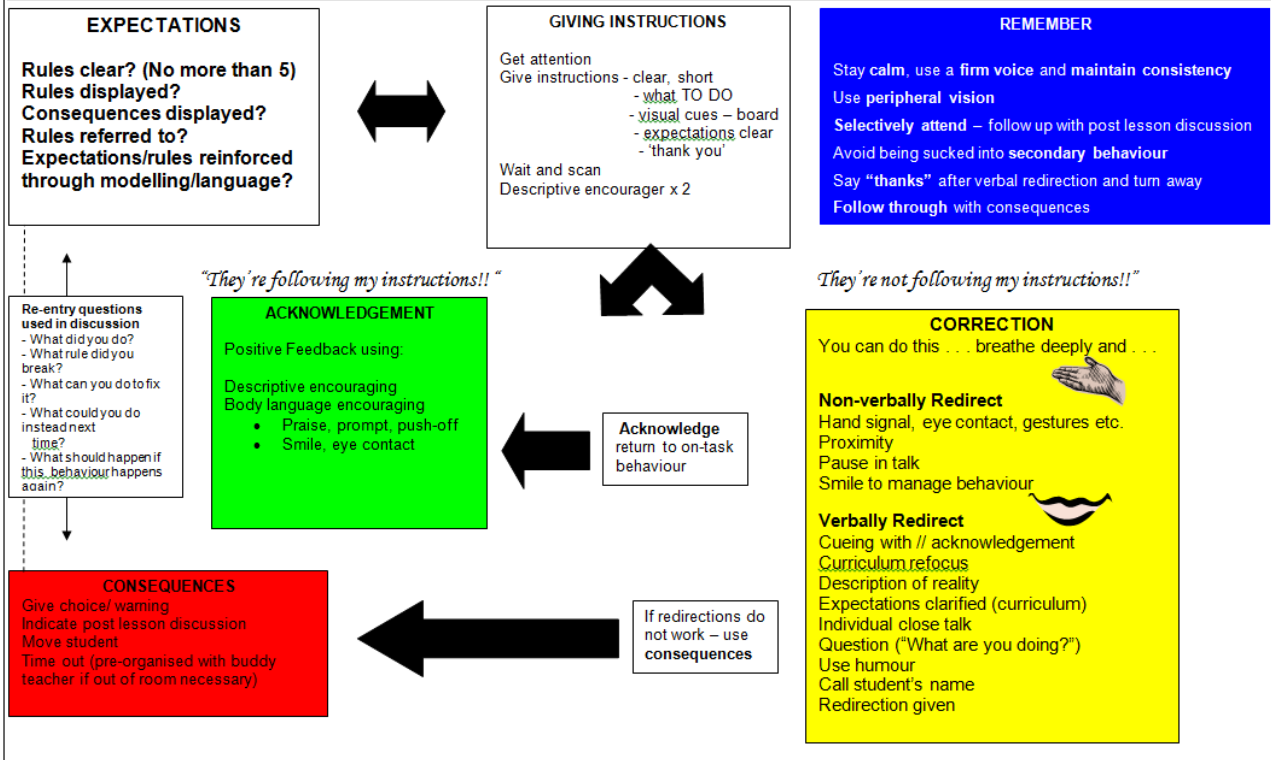 EXPECTATIONS
Rules clear? (No more than 5)
Rules displayed?
Consequences displayed?
Rules referred to?
Expectations/rules reinforced
through modelling/language?
GIVING INSTRUCTIONS
Get attention
Give instructions - clear, short
- what TO DO
- visual cues – board
- expectations clear
- ‘thank you’
Wait and scan
Descriptive encourager x 2
REMEMBER
Stay calm, use a firm voice and maintain consistency
Use peripheral vision
Selectively attend – follow up with post lesson discussion
Avoid being sucked into secondary behaviour
Say “thanks” after verbal redirection and turn away
Follow through with consequences
“They’re following my instructions!! “
They’re not following my instructions!!”
Re-entry questions
used in discussion
- What did you do?
- What rule did you
break?
- What can you do to fix
it?
- What could you do
instead next
time?
- What should happen if
this behaviour happens
again?
ACKNOWLEDGEMENT
Positive Feedback using:
Descriptive encouraging
Body language encouraging
• Praise, prompt, push-off
• Smile, eye contact
Acknowledge
return to on-task
behaviour
CORRECTION
You can do this . . . breathe deeply and . . .
Non-verbally Redirect
Hand signal, eye contact, gestures etc.
Proximity
Pause in talk
Smile to manage behaviour
Verbally Redirect
Cueing with // acknowledgement
Curriculum refocus
Description of reality
Expectations clarified (curriculum)
Individual close talk
Question (“What are you doing?”)
Use humour
Call student’s name
Redirection given
CONSEQUENCES
Give choice/ warning
Indicate post lesson discussion
Move student
Time out (pre-organised with buddy
teacher if out of room necessary)
If redirections do
not work – use
consequences